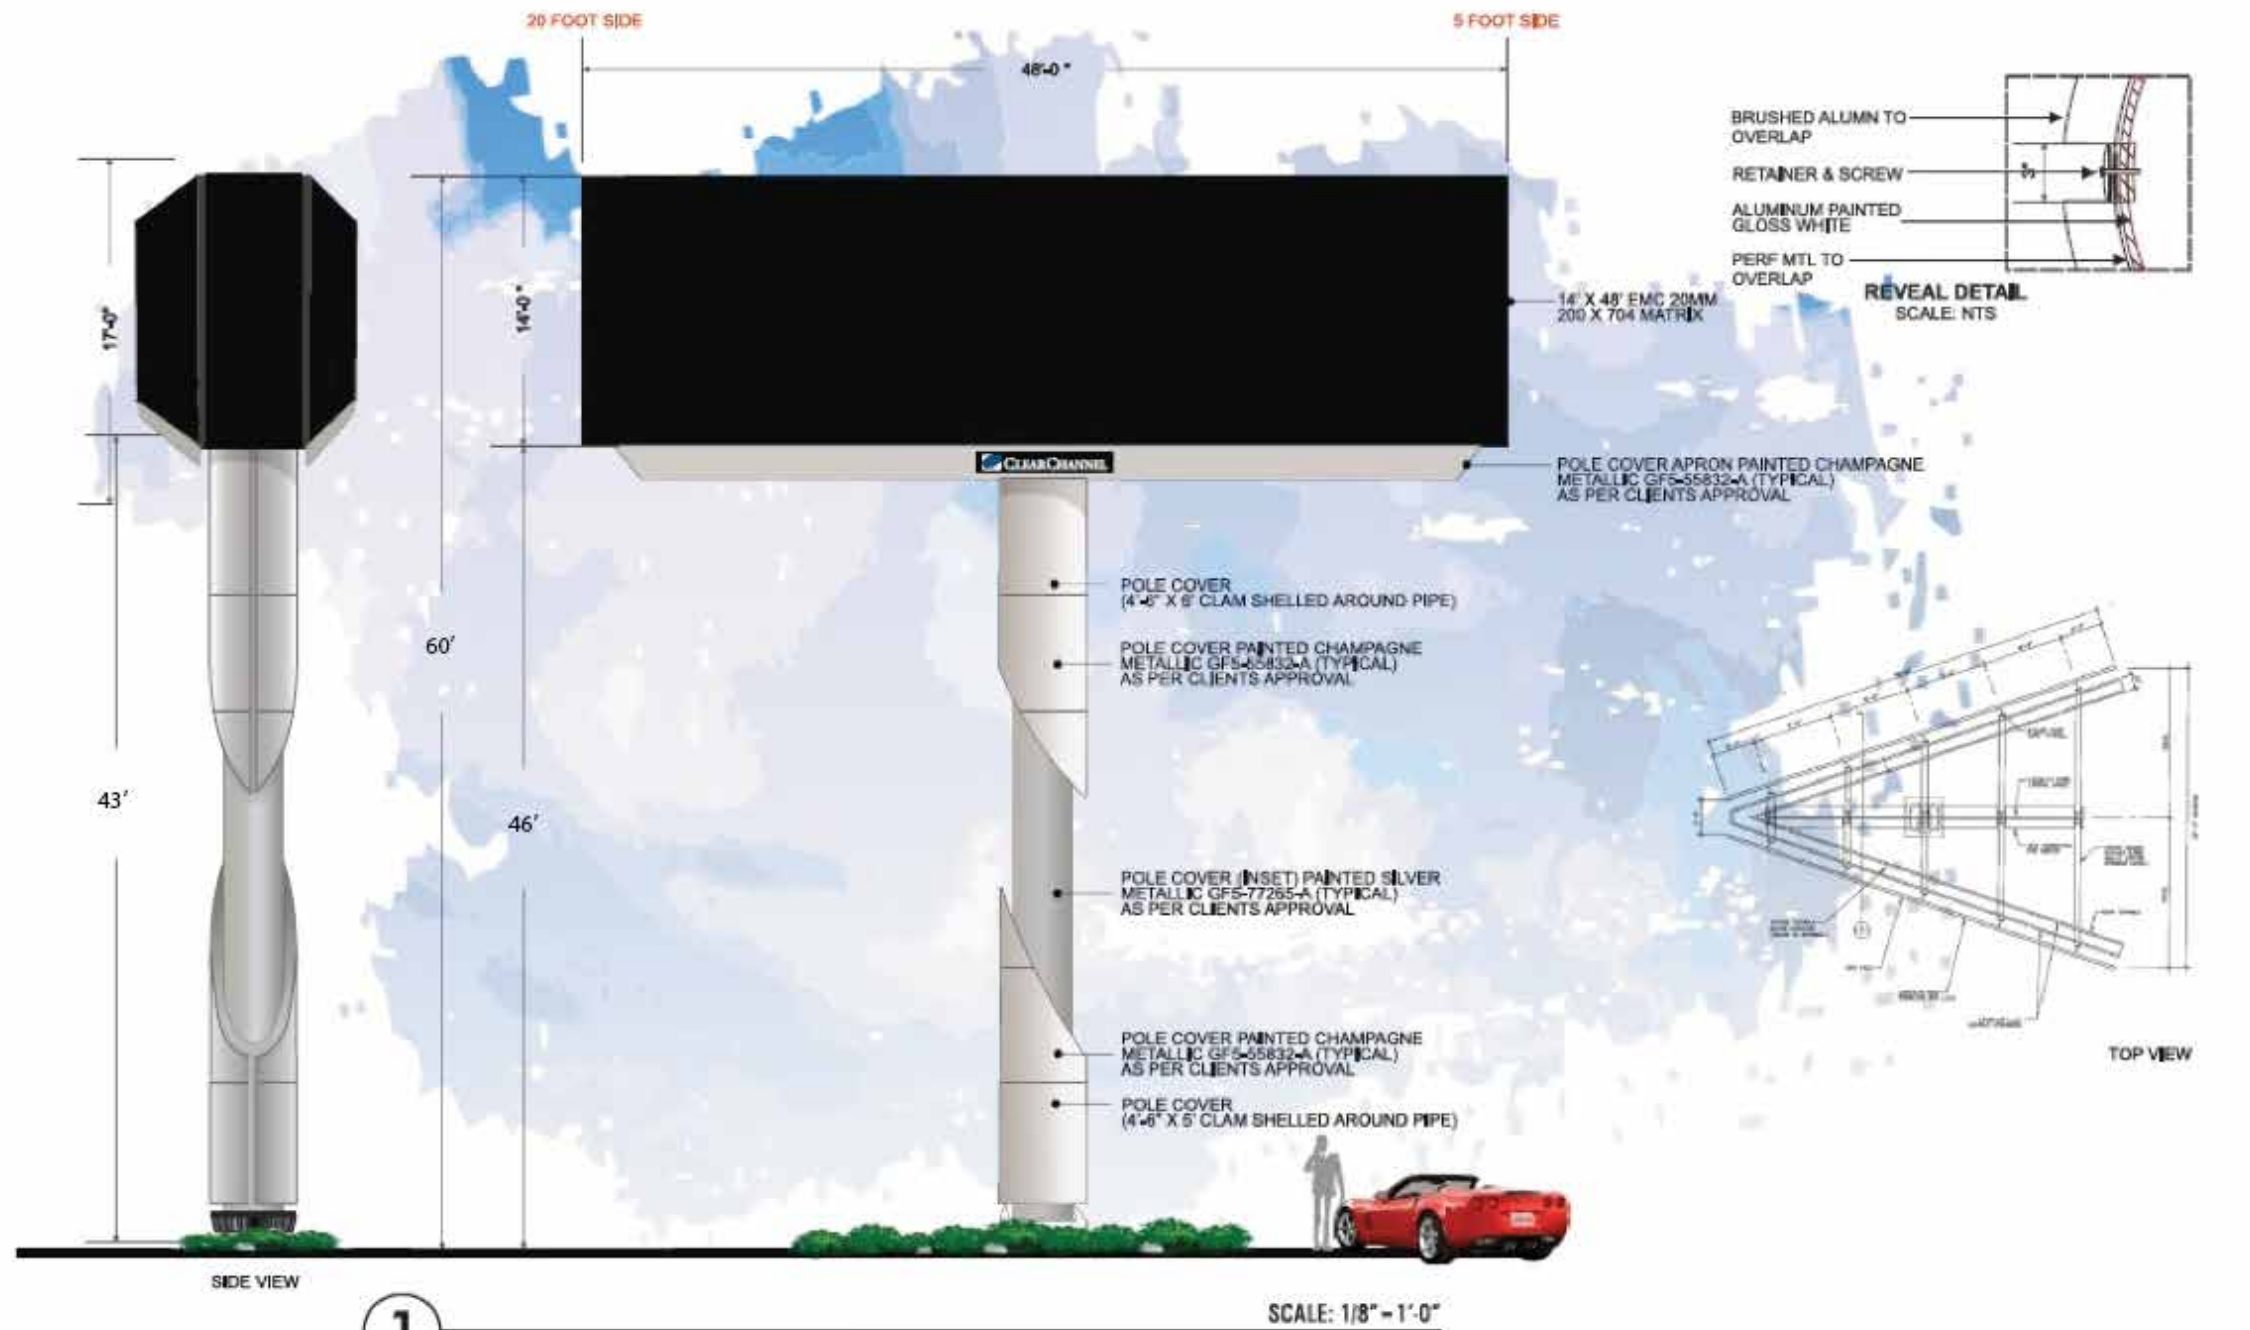 20 FOOT SIDE
5 FOOT SIDE
48'-0"
BRUSHED ALUMN TO
OVERLAP
RETAINER & SCREW
3"
ALUMINUM PAINTED
GLOSS WHITE
PERF MTL TO
OVERLAP
REVEAL DETAIL
SCALE: NTS
17'-0"
14'-0"
14' X 48' EMC 20MM
200 X 704 MATRIX
CLEARCHANNEL
POLE COVER APRON PAINTED CHAMPAGNE
METALLIC GF5-55832-A (TYPICAL)
AS PER CLIENTS APPROVAL
POLE COVER
(4'-6" X 6' CLAM SHELLED AROUND PIPE)
60'
POLE COVER PAINTED CHAMPAGNE
METALLIC GF5-55832-A (TYPICAL)
AS PER CLIENTS APPROVAL
43'
46'
POLE COVER (INSET) PAINTED SILVER
METALLIC GF5-77265-A (TYPICAL)
AS PER CLIENTS APPROVAL
POLE COVER PAINTED CHAMPAGNE
METALLIC GF5-55832-A (TYPICAL)
AS PER CLIENTS APPROVAL
TOP VIEW
POLE COVER
(4'-6" X 5' CLAM SHELLED AROUND PIPE)
SIDE VIEW
1
SCALE: 1/8" = 1'-0"